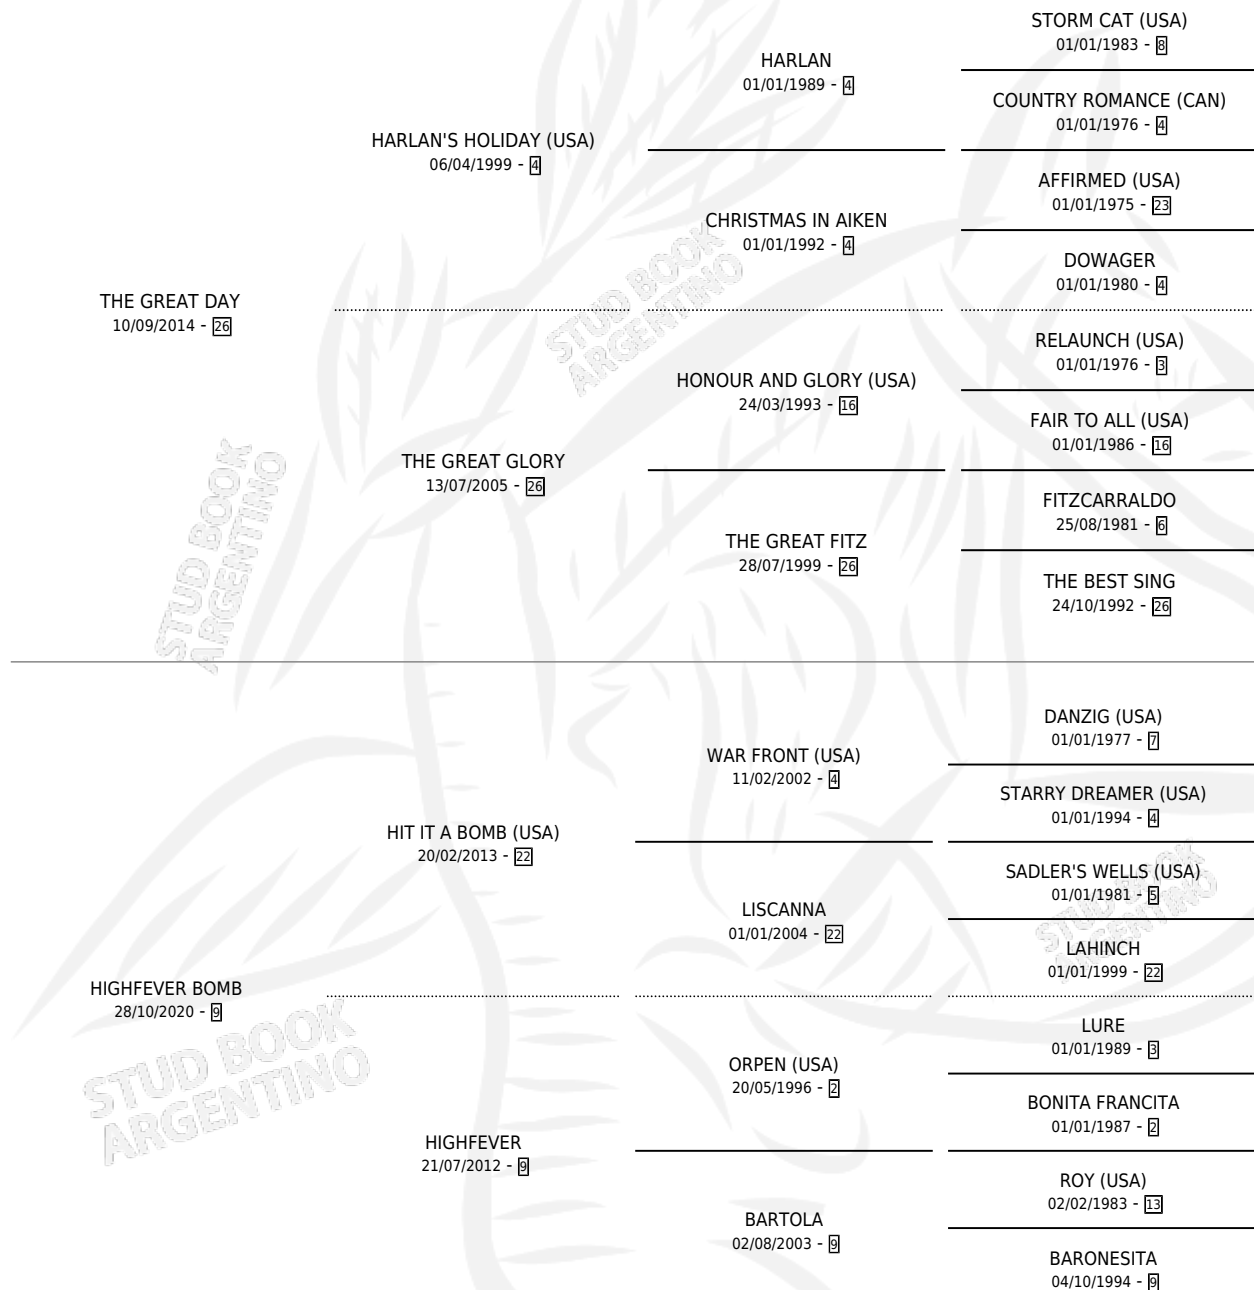 STORM CAT (USA)
01/01/1983 - 8
HARLAN
01/01/1989 - 4
COUNTRY ROMANCE (CAN)
01/01/1976 - 4
HARLAN'S HOLIDAY (USA)
06/04/1999 - 4
AFFIRMED (USA)
01/01/1975 - 23
CHRISTMAS IN AIKEN
01/01/1992 - 4
DOWAGER
01/01/1980 - 4
THE GREAT DAY
10/09/2014 - 26
RELAUNCH (USA)
01/01/1976 - 3
HONOUR AND GLORY (USA)
24/03/1993 - 16
FAIR TO ALL (USA)
01/01/1986 - 16
THE GREAT GLORY
13/07/2005 - 26
FITZCARRALDO
25/08/1981 - 6
THE GREAT FITZ
28/07/1999 - 26
THE BEST SING
24/10/1992 - 26
STUD BOOK
ARGENTINO
STUD BOOK
ARGENTINO
DANZIG (USA)
01/01/1977 - 7
WAR FRONT (USA)
11/02/2002 - 4
STARRY DREAMER (USA)
01/01/1994 - 4
HIT IT A BOMB (USA)
20/02/2013 - 22
SADLER'S WELLS (USA)
01/01/1981 - 5
LISCANNA
01/01/2004 - 22
LAHINCH
01/01/1999 - 22
STUD BOOK
ARGENTINO
HIGHFEVER BOMB
28/10/2020 - 9
LURE
01/01/1989 - 3
ORPEN (USA)
20/05/1996 - 2
BONITA FRANCITA
01/01/1987 - 2
HIGHFEVER
21/07/2012 - 9
ROY (USA)
02/02/1983 - 13
BARTOLA
02/08/2003 - 9
BARONESITA
04/10/1994 - 9
STUD BOOK
ARGENTINO